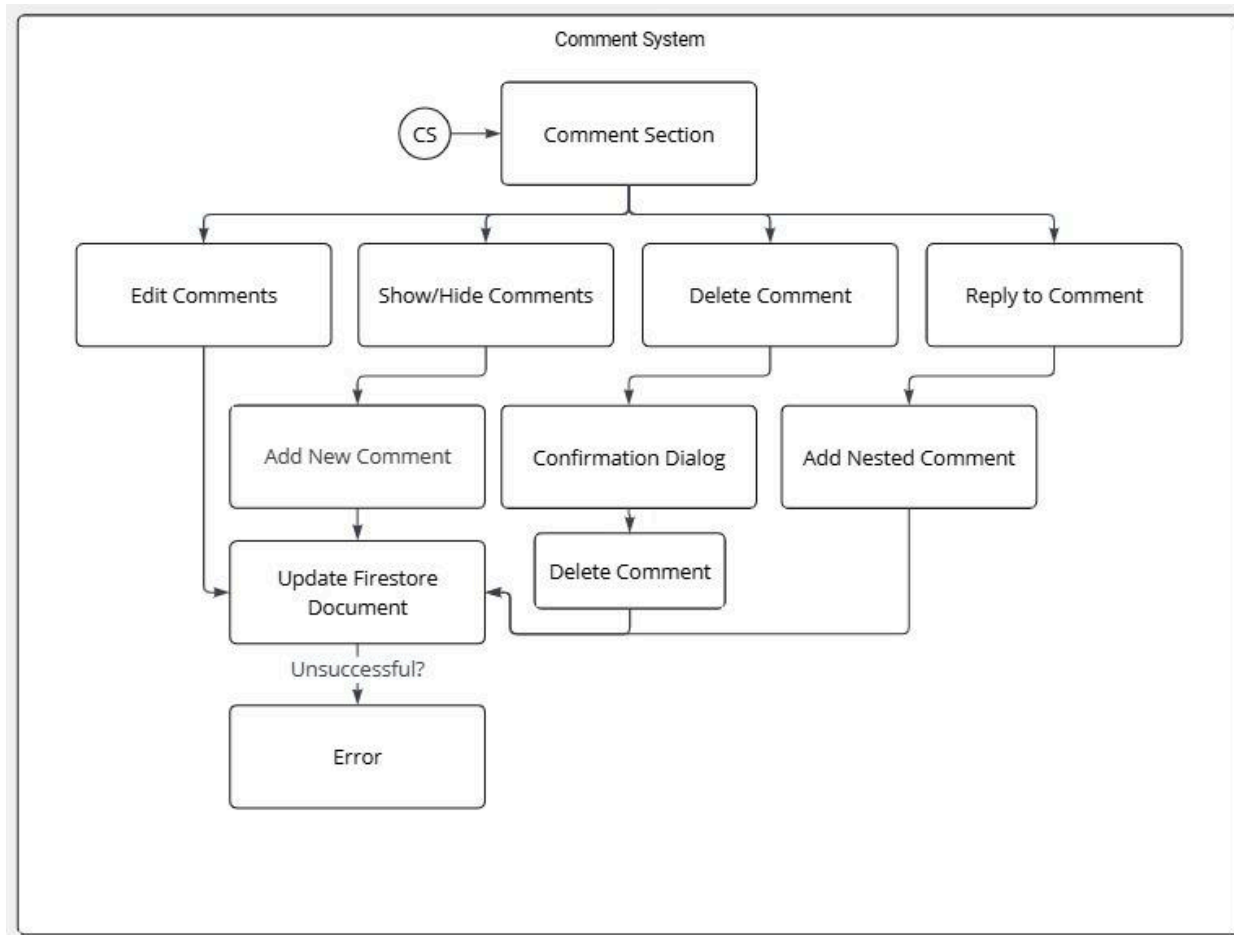 Comment System
CS
Comment Section
Edit Comments
Show/Hide Comments
Delete Comment
Reply to Comment
Add New Comment
Confirmation Dialog
Add Nested Comment
Update Firestore
Document
Delete Comment
Unsuccessful?
Error